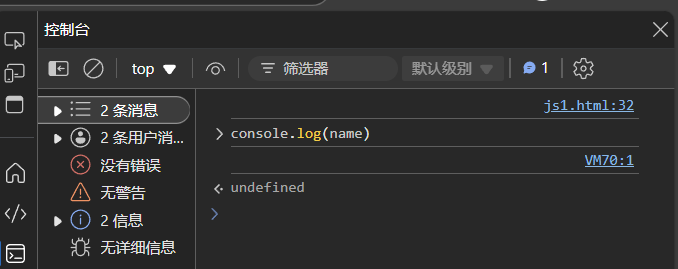 控制台
top
筛选器
默认级别
1
2 条消息
2 条用户消...
没有错误
无警告
2 信息
无详细信息
js1.html:32
console.log(name)
VM70:1
undefined